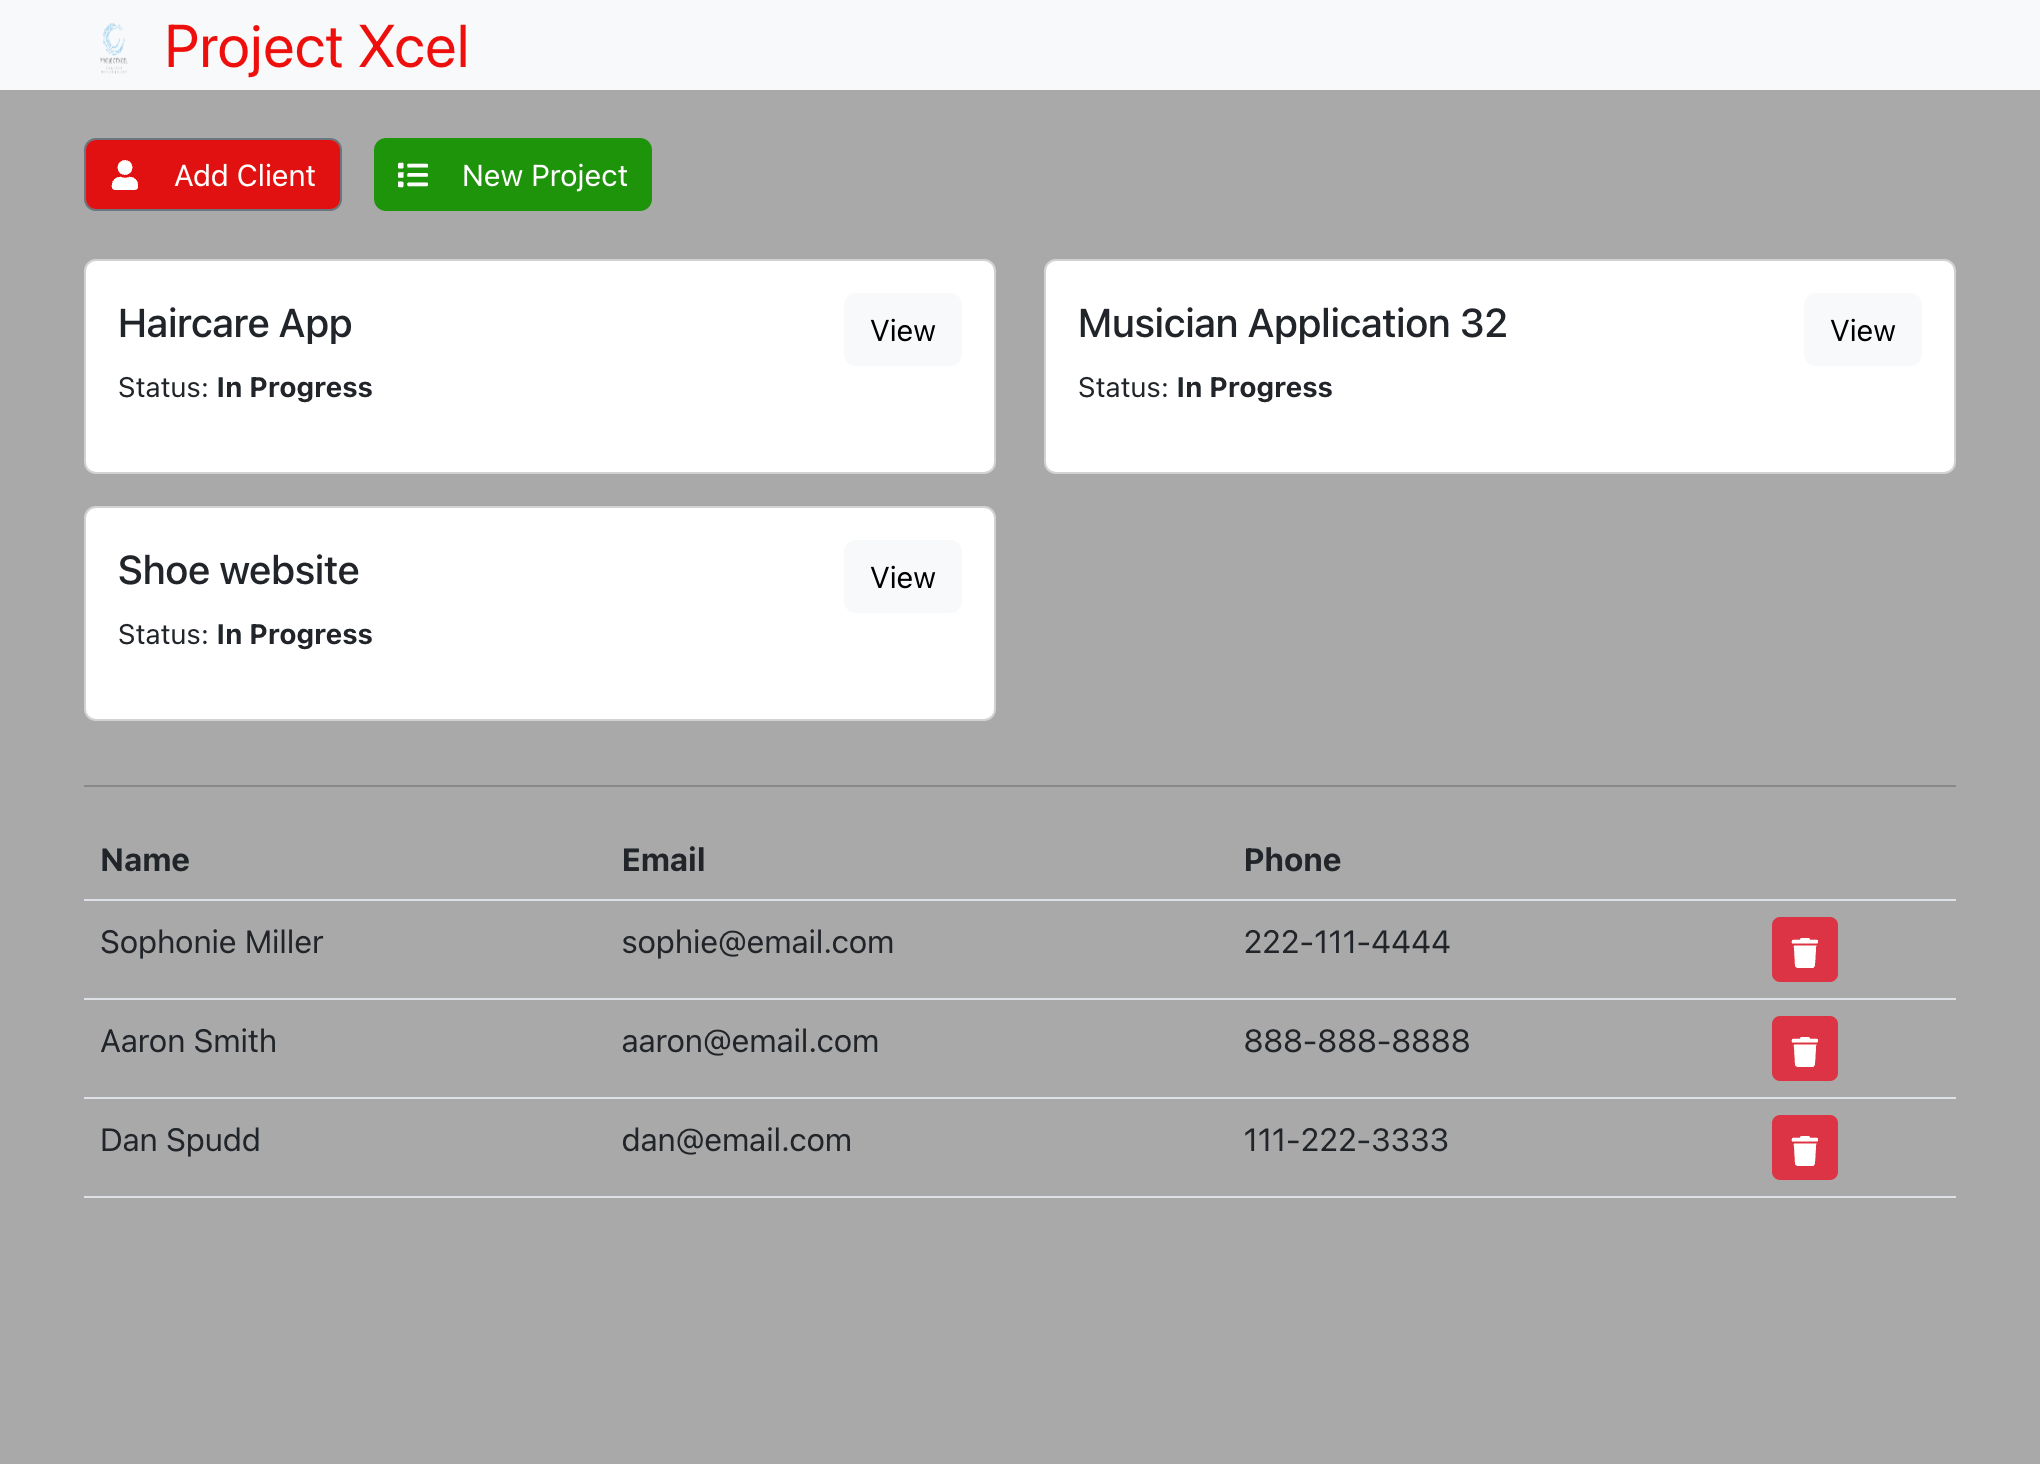 Project Xcel
Add Client
New Project
Haircare App
View
Status: In Progress
Musician Application 32
View
Status: In Progress
Shoe website
View
Status: In Progress
Name Email Phone
Sophonie Miller sophie@email.com 222-111-4444
Aaron Smith aaron@email.com 888-888-8888
Dan Spudd dan@email.com 111-222-3333